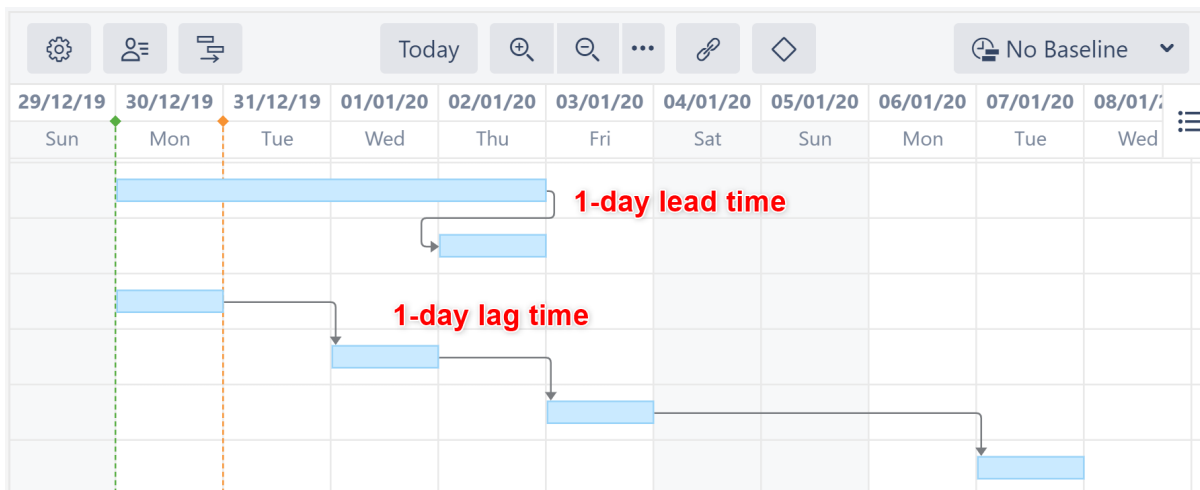 Today
No Baseline
29/12/19 30/12/19 31/12/19 01/01/20 02/01/20 03/01/20 04/01/20 05/01/20 06/01/20 07/01/20 08/01/
Sun Mon Tue Wed Thu Fri Sat Sun Mon Tue Wed
1-day lead time
1-day lag time